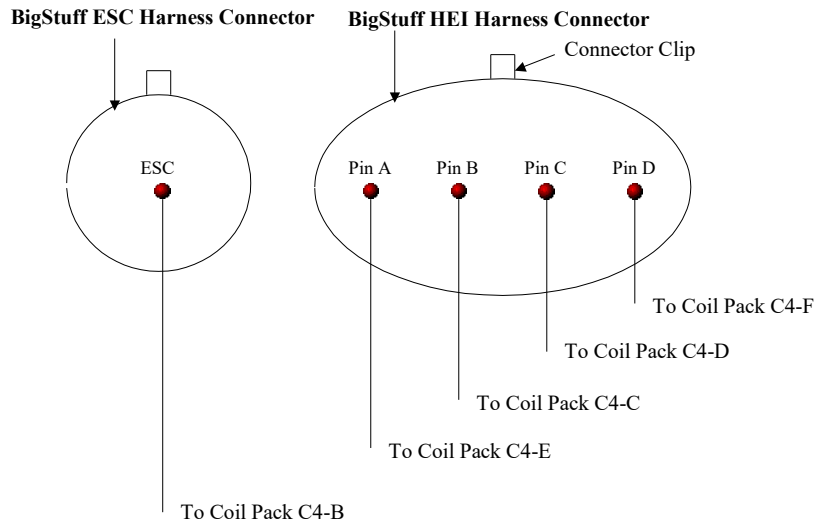 BigStuff ESC Harness Connector
BigStuff HEI Harness Connector
Connector Clip
ESC
Pin A
Pin B
Pin C
Pin D
To Coil Pack C4-F
To Coil Pack C4-D
To Coil Pack C4-C
To Coil Pack C4-E
To Coil Pack C4-B